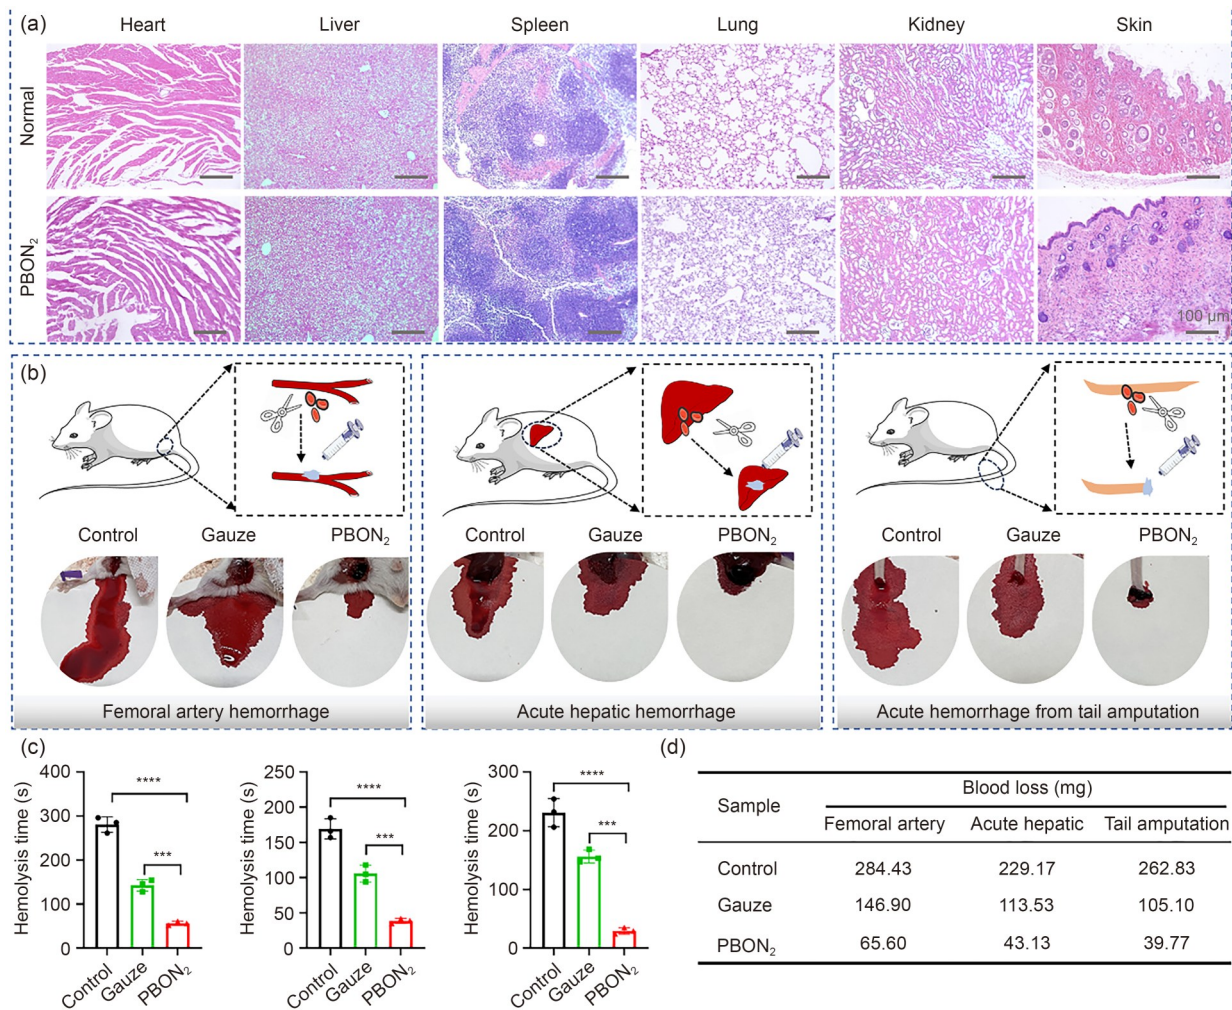 (a)
Heart Liver Spleen Lung Kidney Skin
Normal
PBON₂
100 μm
(b)
Control Gauze PBON₂
Femoral artery hemorrhage
Control Gauze PBON₂
Acute hepatic hemorrhage
Control Gauze PBON₂
Acute hemorrhage from tail amputation
(c)
Hemolysis time (s)
400
300
200
100
0
****
***
Control Gauze PBON₂
Hemolysis time (s)
250
200
150
100
50
0
****
***
Control Gauze PBON₂
Hemolysis time (s)
300
200
100
0
****
***
Control Gauze PBON₂
(d)
Sample Blood loss (mg)
Femoral artery Acute hepatic Tail amputation
Control 284.43 229.17 262.83
Gauze 146.90 113.53 105.10
PBON₂ 65.60 43.13 39.77